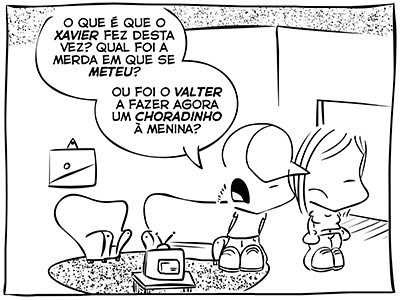 O QUE É QUE O
XAVIER FEZ DESTA
VEZ? QUAL FOI A
MERDA EM QUE SE
METEU?
OU FOI O VALTER
A FAZER AGORA
UM CHORADINHO
À MENINA?